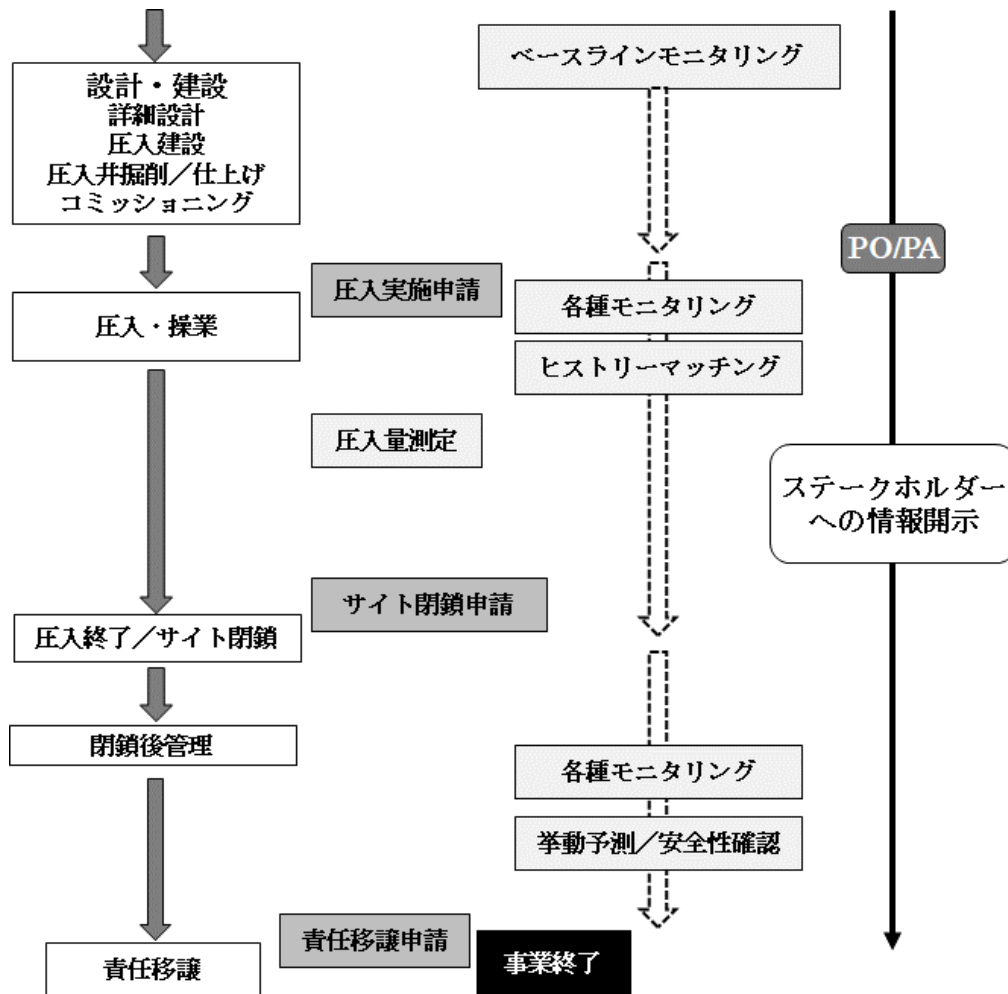 設計・建設
詳細設計
圧入建設
圧入井掘削／仕上げ
コミッショニング
ベースラインモニタリング
PO/PA
圧入実施申請
圧入・操業
各種モニタリング
ヒストリーマッチング
圧入量測定
ステークホルダー
への情報開示
サイト閉鎖申請
圧入終了／サイト閉鎖
閉鎖後管理
各種モニタリング
挙動予測／安全性確認
責任移譲申請
責任移譲
事業終了